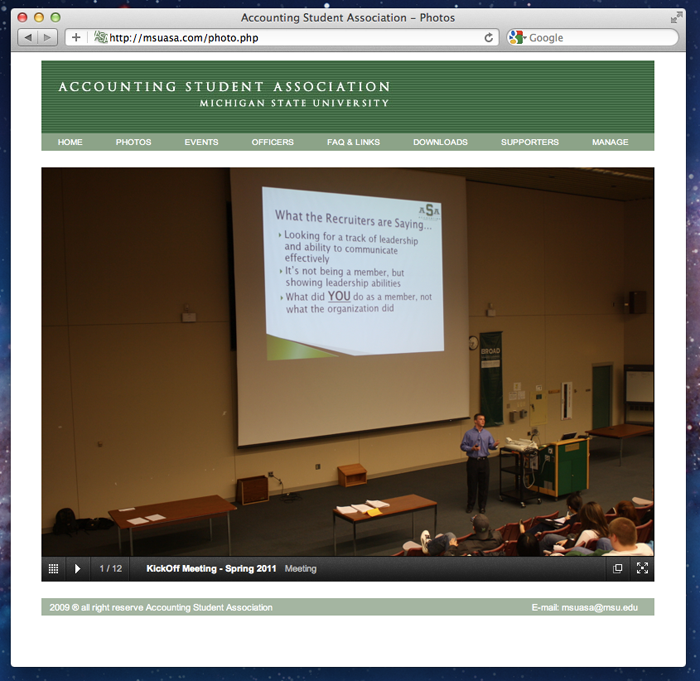 Accounting Student Association – Photos
http://msuasa.com/photo.php
Google
ACCOUNTING STUDENT ASSOCIATION
MICHIGAN STATE UNIVERSITY
HOME PHOTOS EVENTS OFFICERS FAQ & LINKS DOWNLOADS SUPPORTERS MANAGE
ASA
What the Recruiters are Saying...
Looking for a track of leadership
and ability to communicate
effectively
It's not being a member, but
showing leadership abilities
What did YOU do as a member, not
what the organization did
BROAD
1 / 12 KickOff Meeting - Spring 2011 Meeting
2009 ® all right reserve Accounting Student Association E-mail: msuasa@msu.edu